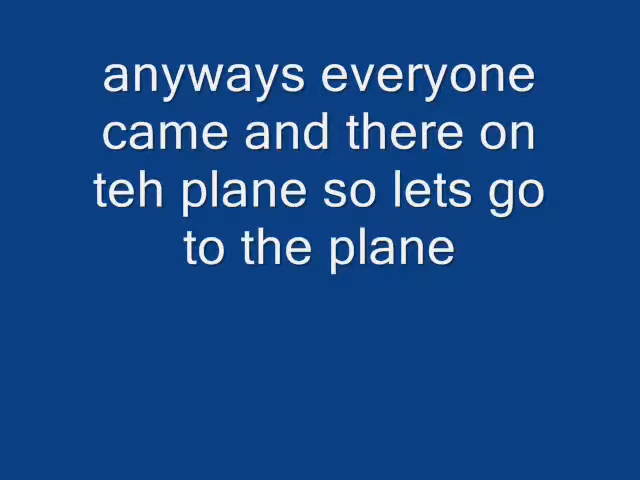 anyways everyone
came and there on
teh plane so lets go
to the plane